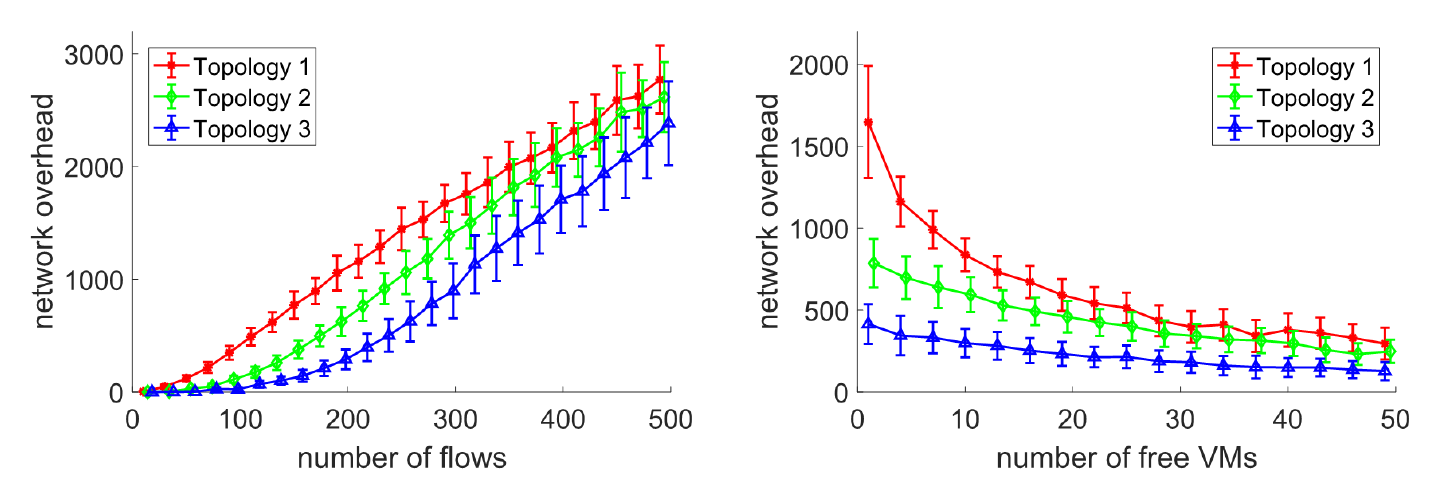 3000
2000
1000
0
network overhead
Topology 1
Topology 2
Topology 3
0 100 200 300 400 500
number of flows
2000
1500
1000
500
0
network overhead
Topology 1
Topology 2
Topology 3
0 10 20 30 40 50
number of free VMs